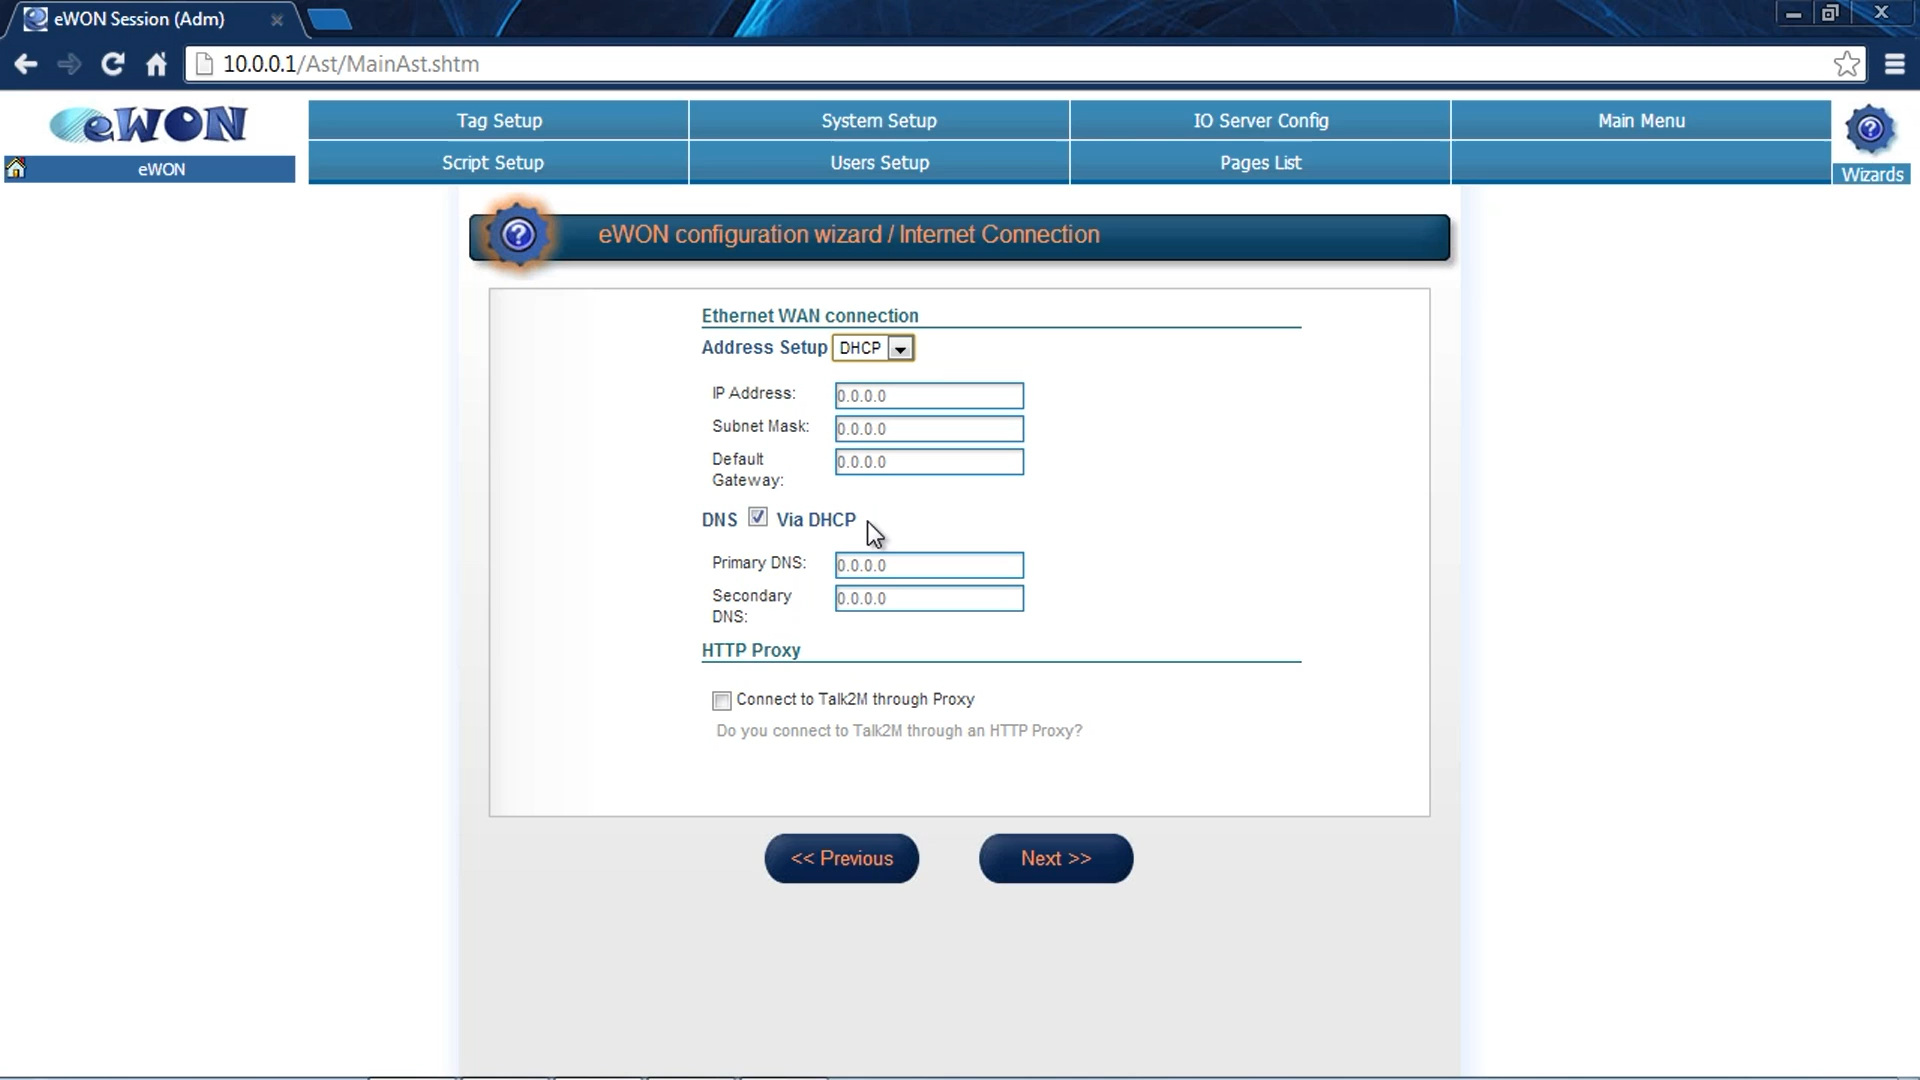 eWON Session (Adm)
10.0.0.1/Ast/MainAst.shtm
eWON
eWON
Tag Setup
System Setup
IO Server Config
Main Menu
Script Setup
Users Setup
Pages List
Wizards
eWON configuration wizard / Internet Connection
Ethernet WAN connection
Address Setup DHCP
IP Address: 0.0.0.0
Subnet Mask: 0.0.0.0
Default Gateway: 0.0.0.0
DNS Via DHCP
Primary DNS: 0.0.0.0
Secondary DNS: 0.0.0.0
HTTP Proxy
Connect to Talk2M through Proxy
Do you connect to Talk2M through an HTTP Proxy?
<< Previous
Next >>